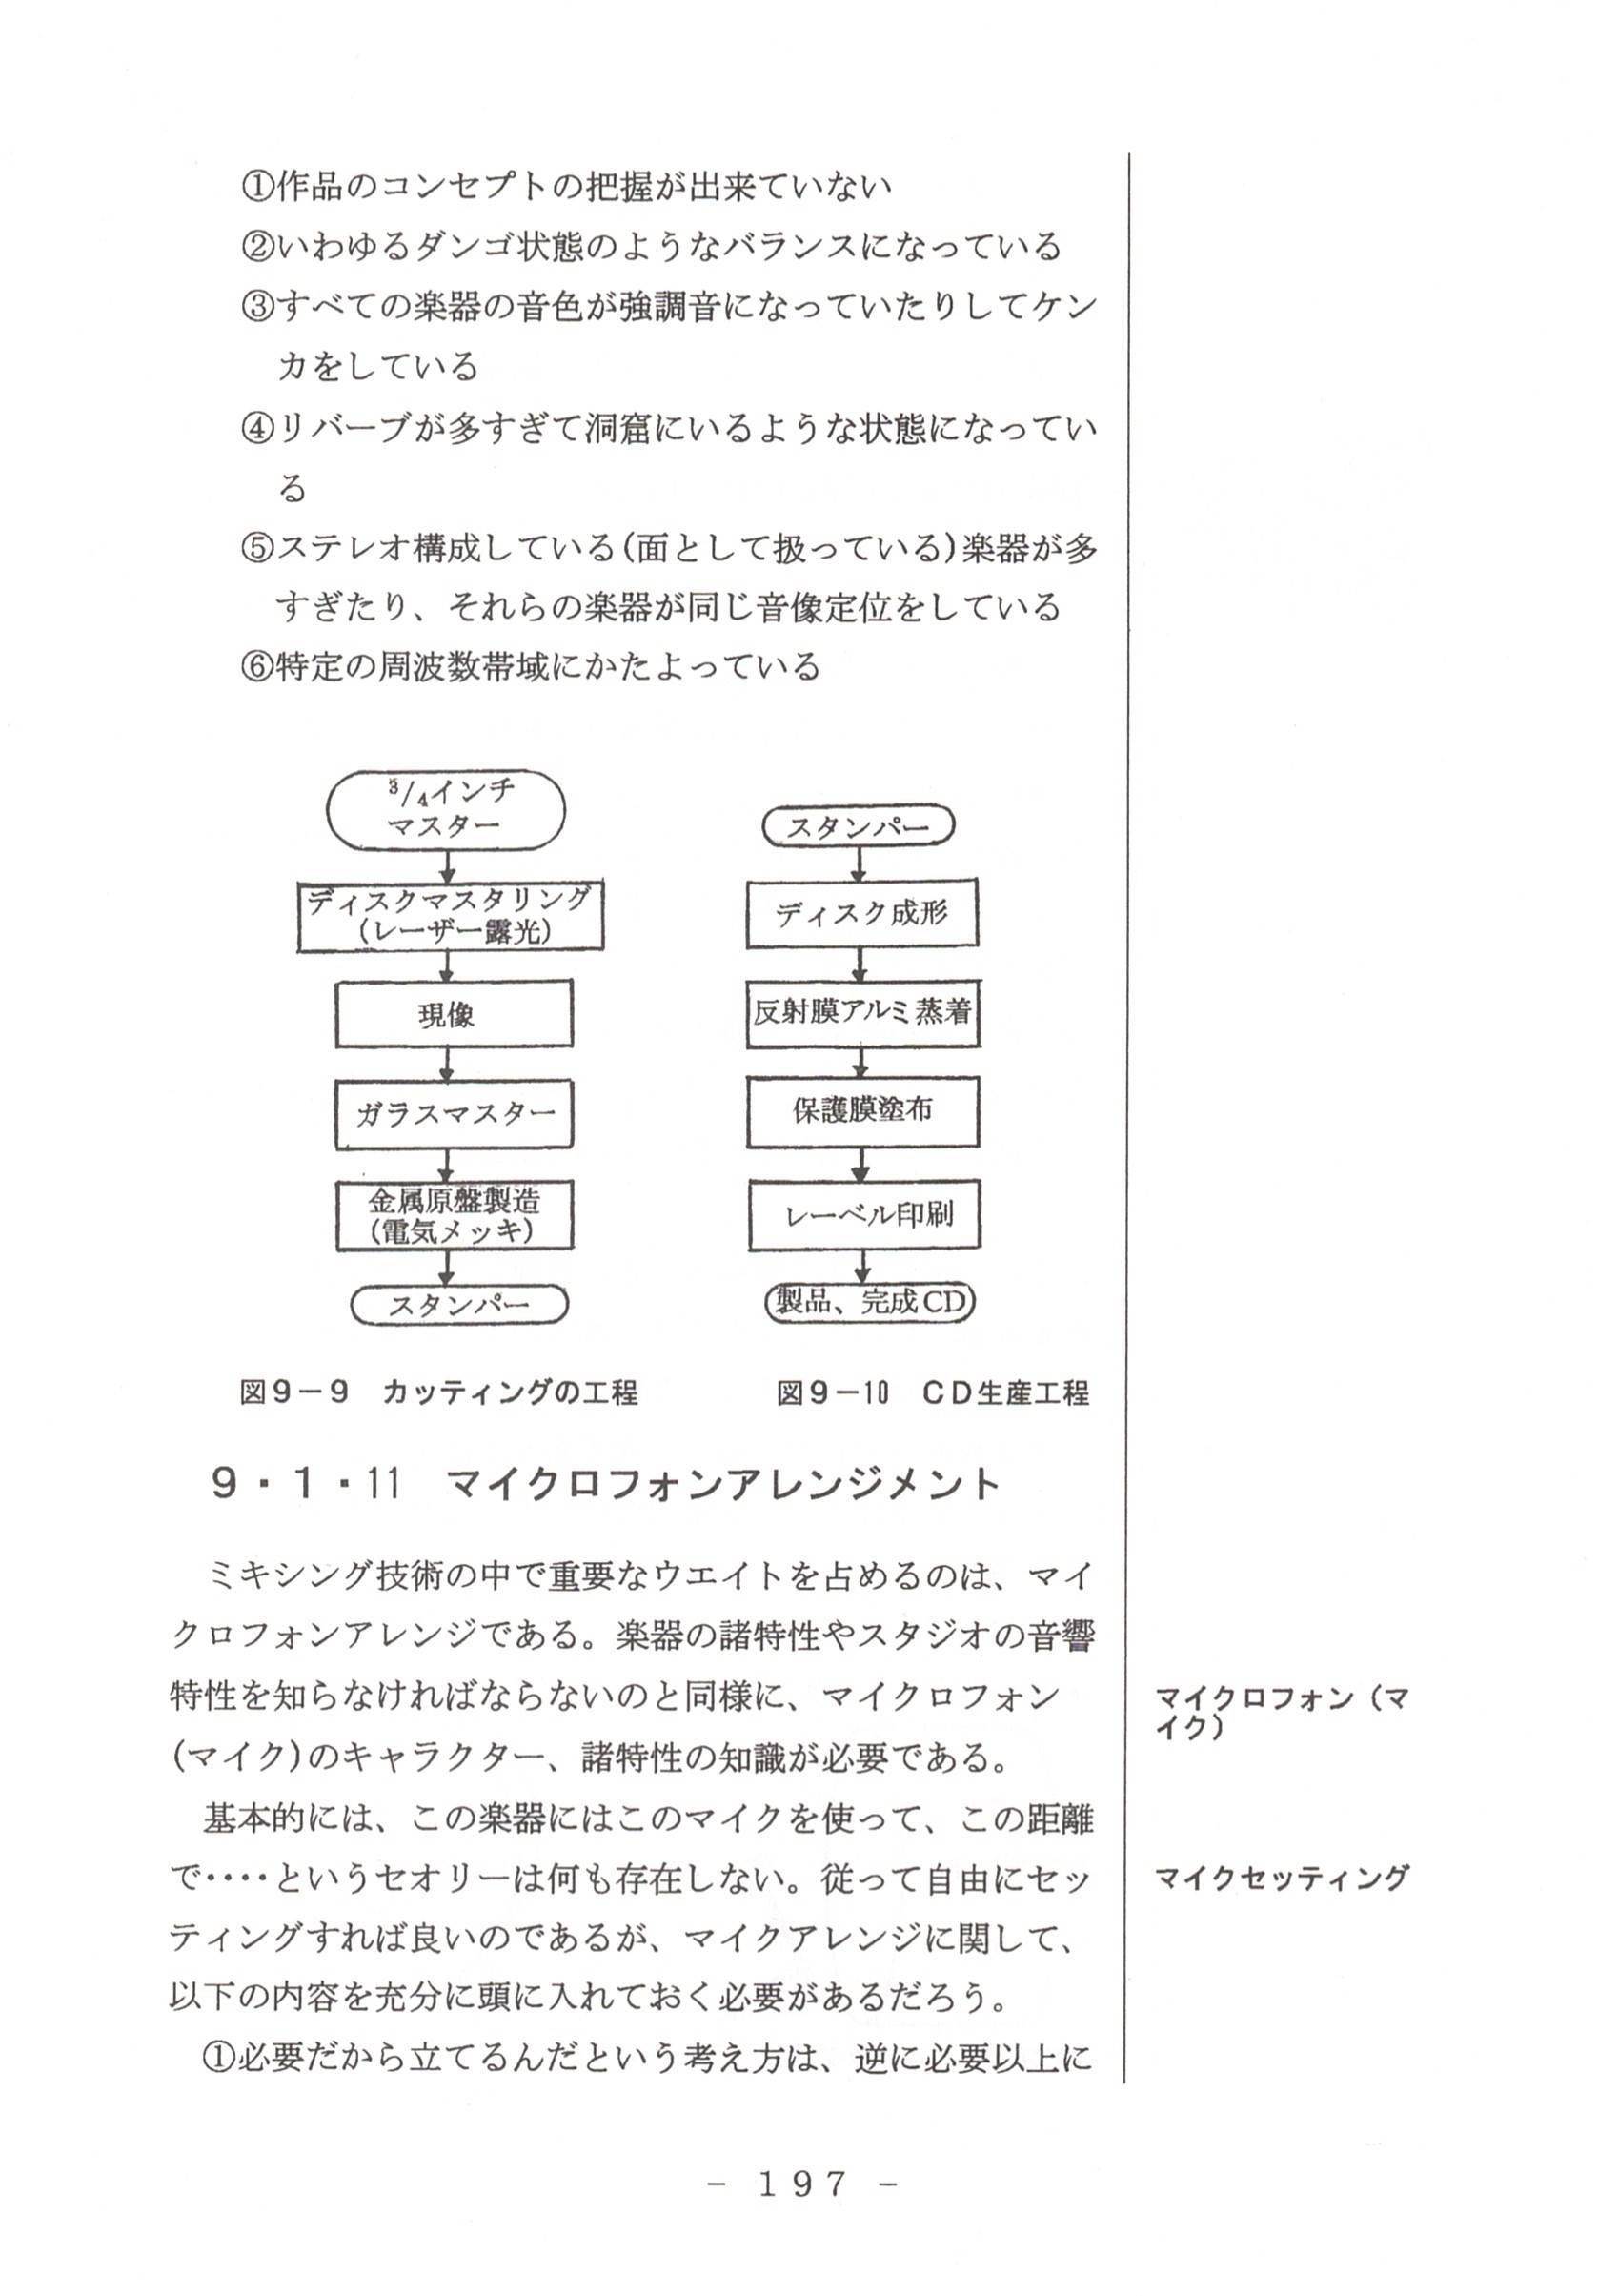 ①作品のコンセプトの把握が出来ていない
②いわゆるダンゴ状態のようなバランスになっている
③すべての楽器の音色が強調音になっていたりしてケン
カをしている
④リバーブが多すぎて洞窟にいるような状態になってい
る
⑤ステレオ構成している(面として扱っている)楽器が多
すぎたり、それらの楽器が同じ音像定位をしている
⑥特定の周波数帯域にかたよっている
3/4インチ
マスター
ディスクマスタリング
(レーザー露光)
現像
ガラスマスター
金属原盤製造
(電気メッキ)
スタンパー
図9－9　カッティングの工程
スタンパー
ディスク成形
反射膜アルミ蒸着
保護膜塗布
レーベル印刷
製品、完成CD
図9－10　CD生産工程
9・1・11　マイクロフォンアレンジメント
ミキシング技術の中で重要なウエイトを占めるのは、マイ
クロフォンアレンジである。楽器の諸特性やスタジオの音響
特性を知らなければならないのと同様に、マイクロフォン
(マイク)のキャラクター、諸特性の知識が必要である。
マイクロフォン（マ
イク）
基本的には、この楽器にはこのマイクを使って、この距離
で‥‥というセオリーは何も存在しない。従って自由にセッ
ティングすれば良いのであるが、マイクアレンジに関して、
以下の内容を充分に頭に入れておく必要があるだろう。
マイクセッティング
①必要だから立てるんだという考え方は、逆に必要以上に
－ 197 －